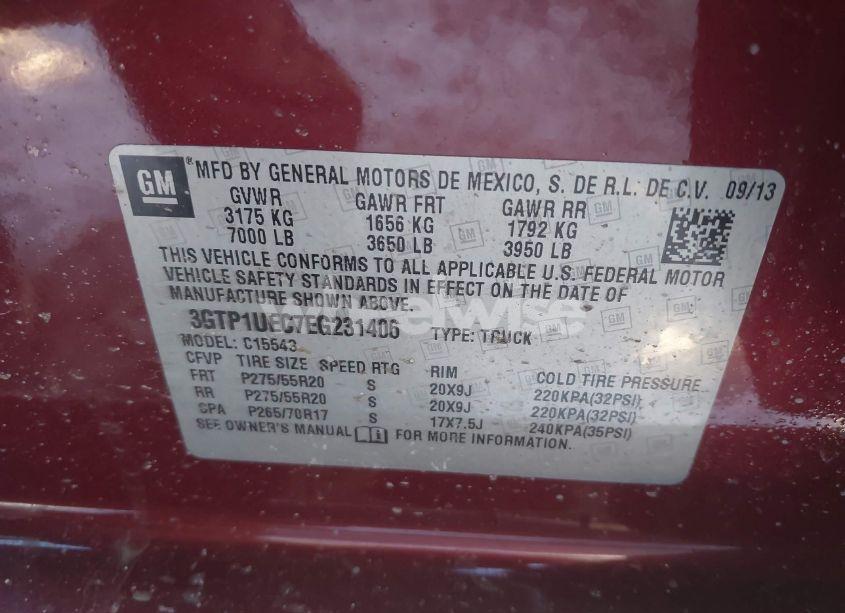 GM ® MFD BY GENERAL MOTORS DE MEXICO, S. DE R.L. DE C.V. 09/13
GVWR GAWR FRT GAWR RR
3175 KG 1656 KG 1792 KG
7000 LB 3650 LB 3950 LB
THIS VEHICLE CONFORMS TO ALL APPLICABLE U.S. FEDERAL MOTOR
VEHICLE SAFETY STANDARDS IN EFFECT ON THE DATE OF
MANUFACTURE SHOWN ABOVE.
3GTP1UEC7EG231406 TYPE: TRUCK
MODEL: C15543
CFVP TIRE SIZE SPEED RTG RIM COLD TIRE PRESSURE
FRT P275/55R20 S 20X9J 220KPA(32PSI)
RR P275/55R20 S 20X9J 220KPA(32PSI)
SPA P265/70R17 S 17X7.5J 240KPA(35PSI)
SEE OWNER'S MANUAL FOR MORE INFORMATION.